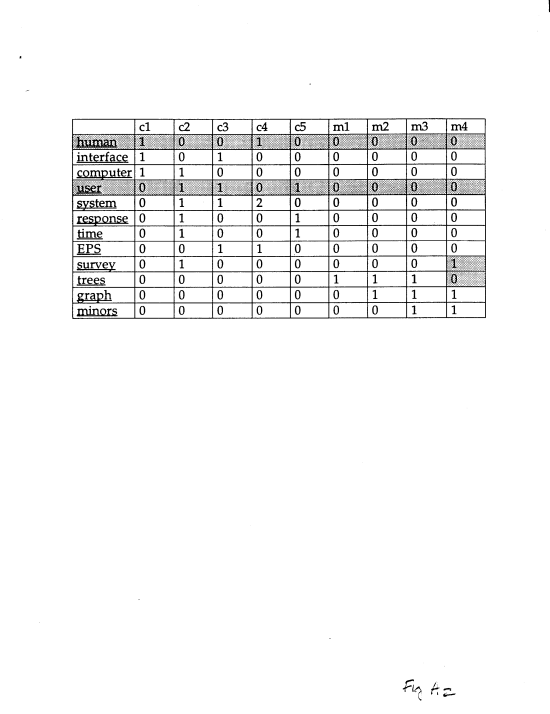 c1 c2 c3 c4 c5 m1 m2 m3 m4
human 1 0 0 1 0 0 0 0 0
interface 1 0 1 0 0 0 0 0 0
computer 1 1 0 0 0 0 0 0 0
user 0 1 1 0 1 0 0 0 0
system 0 1 1 2 0 0 0 0 0
response 0 1 0 0 1 0 0 0 0
time 0 1 0 0 1 0 0 0 0
EPS 0 0 1 1 0 0 0 0 0
survey 0 1 0 0 0 0 0 0 1
trees 0 0 0 0 0 1 1 1 0
graph 0 0 0 0 0 0 1 1 1
minors 0 0 0 0 0 0 0 1 1
Fig